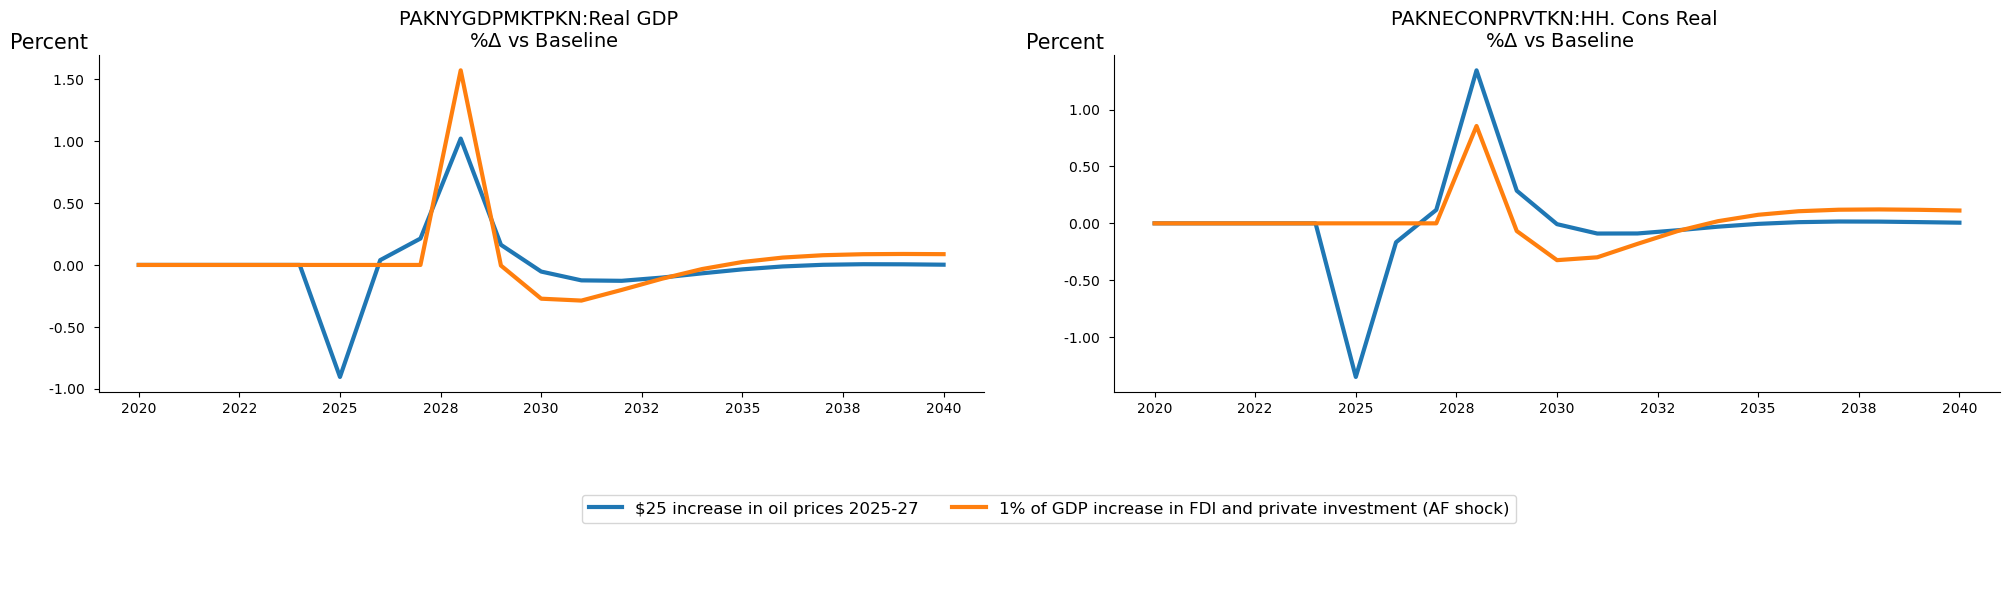 PAKNYGDPMKTPKN:Real GDP
%Δ vs Baseline
Percent
1.50
1.00
0.50
0.00
-0.50
-1.00
2020 2022 2025 2028 2030 2032 2035 2038 2040
PAKNECONPRVTKN:HH. Cons Real
%Δ vs Baseline
Percent
1.00
0.50
0.00
-0.50
-1.00
2020 2022 2025 2028 2030 2032 2035 2038 2040
$25 increase in oil prices 2025-27
1% of GDP increase in FDI and private investment (AF shock)